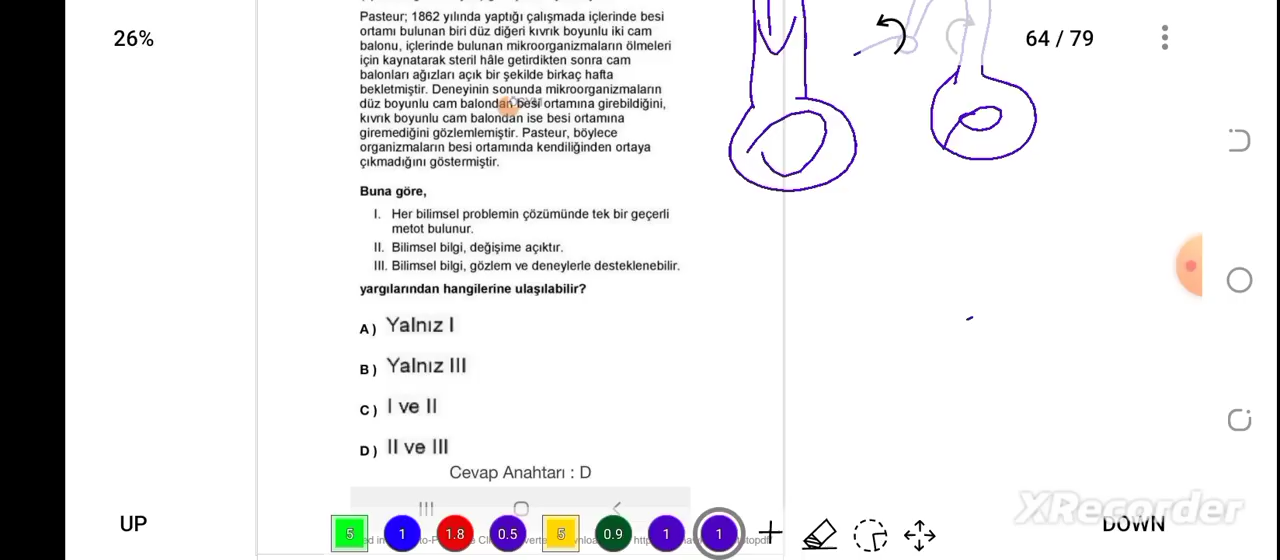 26%
64 / 79
Pasteur; 1862 yılında yaptığı çalışmada içlerinde besi
ortamı bulunan biri düz diğeri kıvrık boyunlu iki cam
balonu, içlerinde bulunan mikroorganizmaların ölmeleri
için kaynatarak steril hâle getirdikten sonra cam
balonları ağızları açık bir şekilde birkaç hafta
bekletmiştir. Deneyinin sonunda mikroorganizmaların
düz boyunlu cam balondan besi ortamına girebildiğini,
kıvrık boyunlu cam balondan ise besi ortamına
giremediğini gözlemlemiştir. Pasteur, böylece
organizmaların besi ortamında kendiliğinden ortaya
çıkmadığını göstermiştir.
Buna göre,
I. Her bilimsel problemin çözümünde tek bir geçerli
metot bulunur.
II. Bilimsel bilgi, değişime açıktır.
III. Bilimsel bilgi, gözlem ve deneylerle desteklenebilir.
yargılarından hangilerine ulaşılabilir?
A) Yalnız I
B) Yalnız III
C) I ve II
D) II ve III
Cevap Anahtarı : D
XRecorder
UP
5 1 1.8 0.5 5 0.9 1 1
DOWN